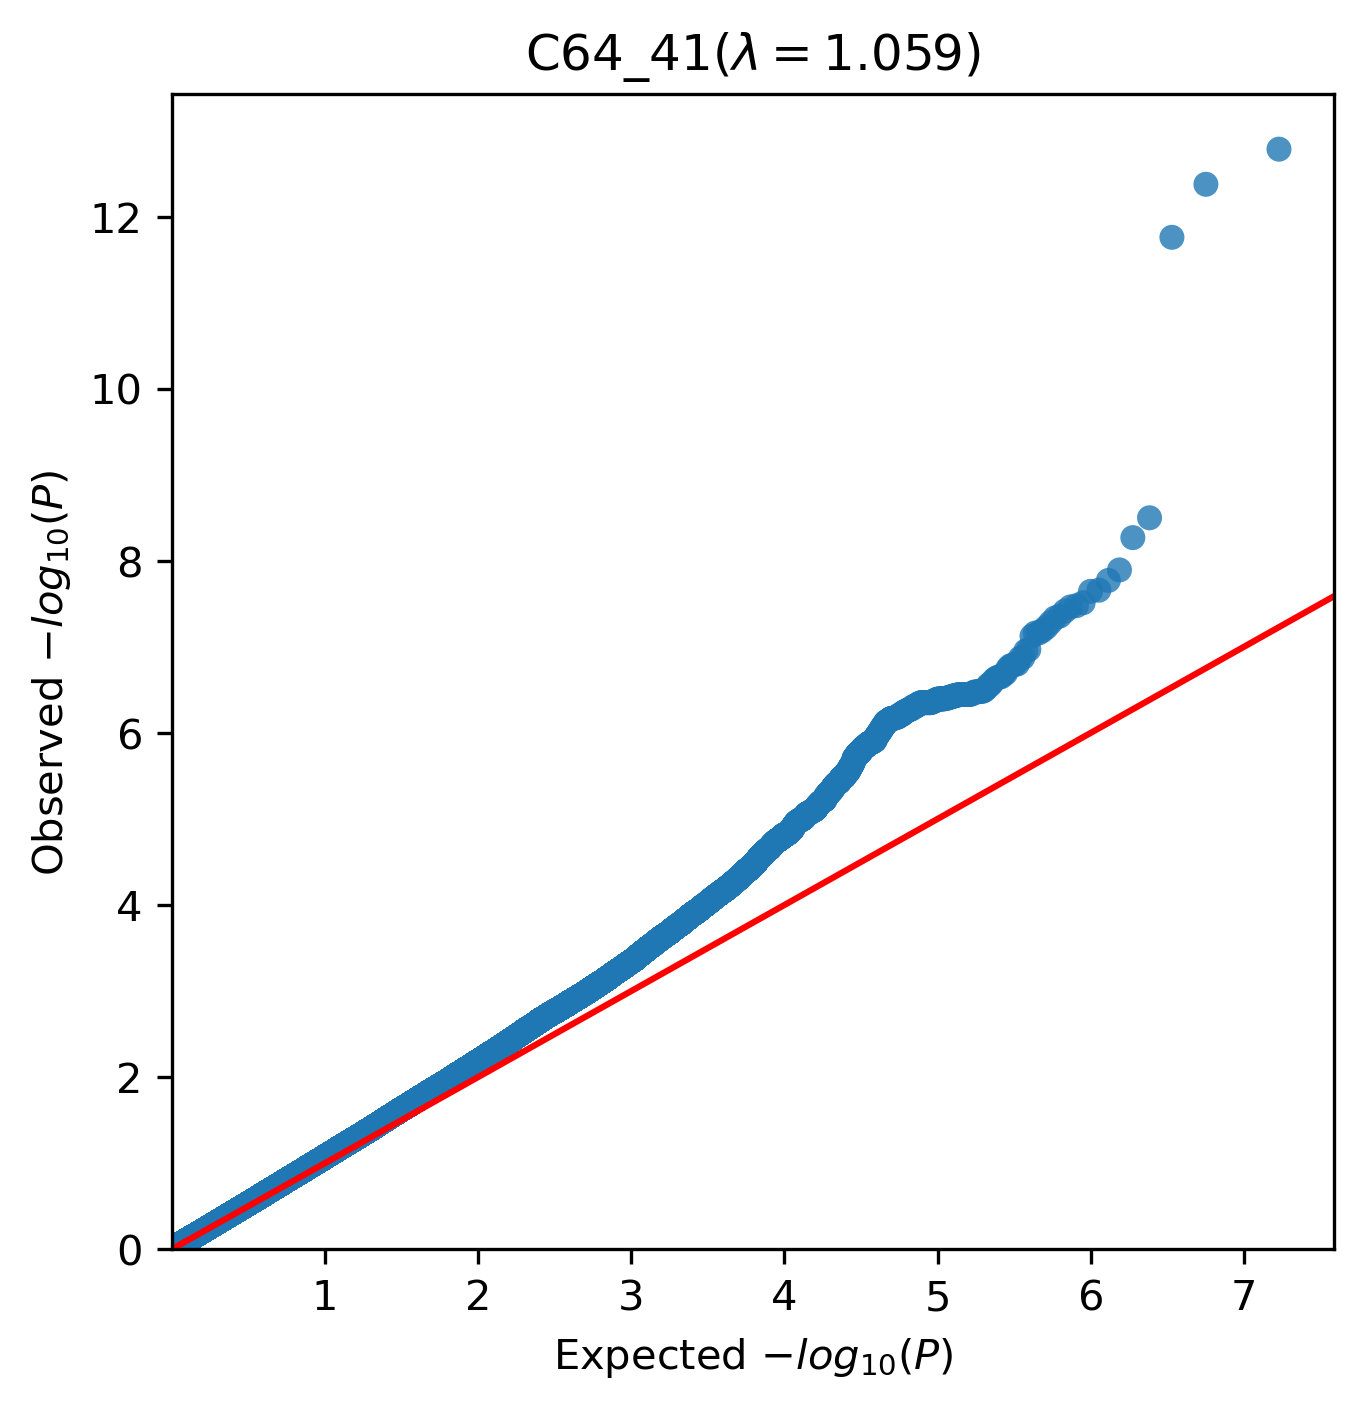 C64_41(λ = 1.059)
12
10
8
6
4
2
0
Observed −log₁₀(P)
1 2 3 4 5 6 7
Expected −log₁₀(P)